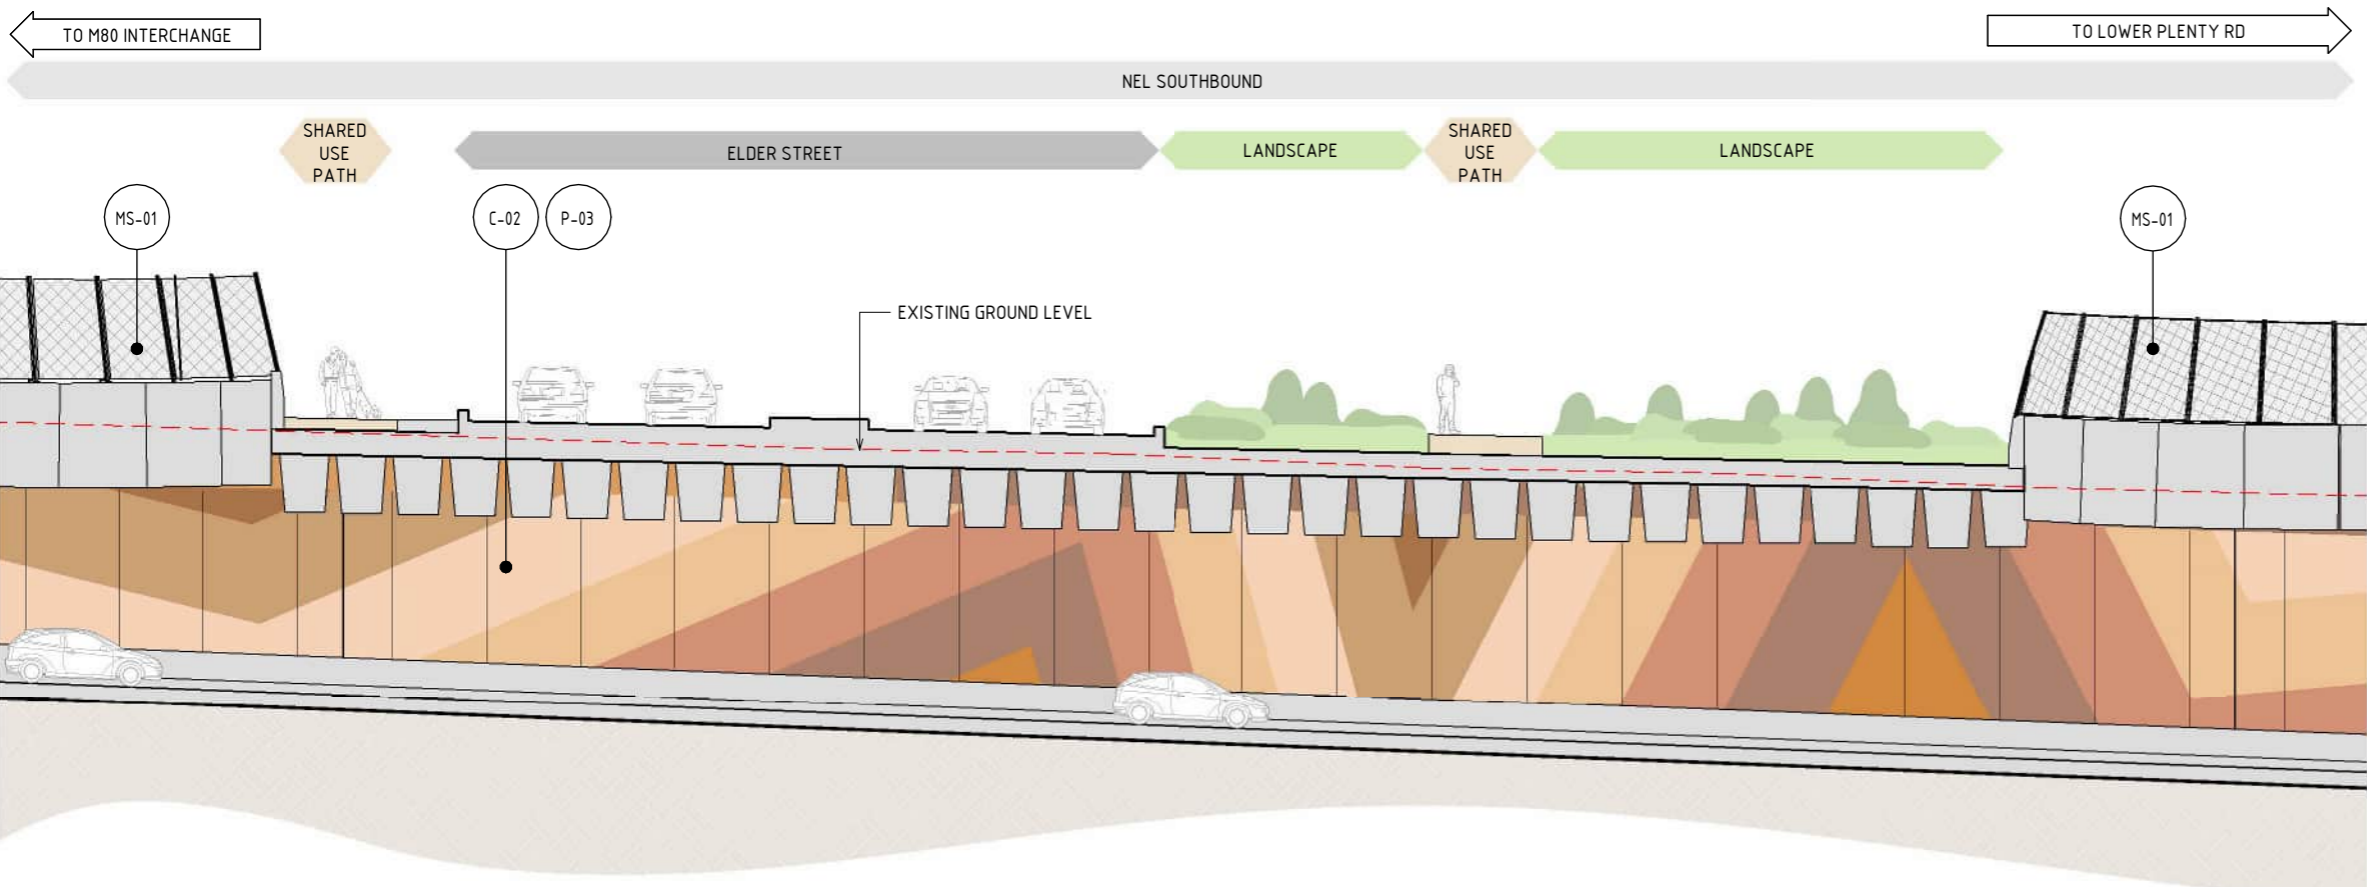 TO M80 INTERCHANGE
TO LOWER PLENTY RD
NEL SOUTHBOUND
SHARED
USE
PATH
ELDER STREET
LANDSCAPE
SHARED
USE
PATH
LANDSCAPE
MS-01
C-02
P-03
MS-01
EXISTING GROUND LEVEL